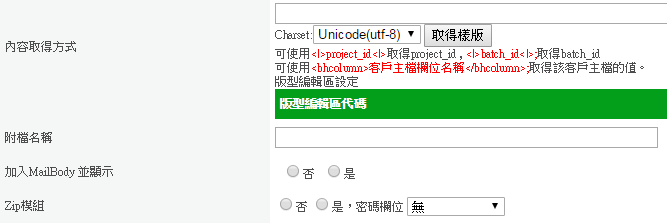 內容取得方式
Charset: Unicode(utf-8) 取得樣版
可使用<!>project_id<!>取得project_id , <!>batch_id<!>;取得batch_id
可使用<bhcolumn>客戶主檔欄位名稱</bhcolumn>;取得該客戶主檔的值。
版型編輯區設定
版型編輯區代碼
附檔名稱
加入MailBody 並顯示 否 是
Zip模組 否 是，密碼欄位 無